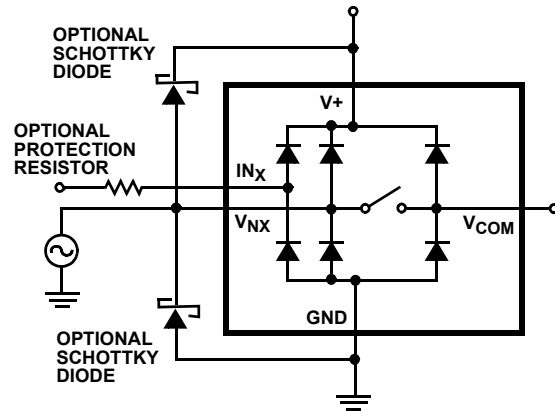 OPTIONAL
SCHOTTKY
DIODE
V+
OPTIONAL
PROTECTION
RESISTOR
INX
VNX
VCOM
GND
OPTIONAL
SCHOTTKY
DIODE